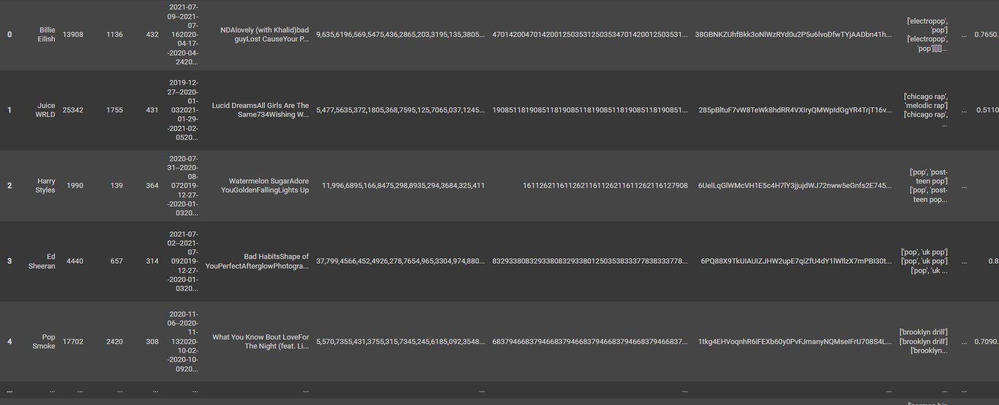 0 Billie Eilish 13908 1136 432 2021-07-09--2021-07-162020-04-17--2020-04-2420... NDAlovely (with Khalid)bad guyLost CauseYour P... 9,635,6196,569,5475,436,2865,203,3195,135,3805... 4701420047014200125035312503534701420012503531... 38GBNKZUhfBkk3oNlWzRYd0u2P5u6lvoDfwTYjAADbn41h... ['electropop', 'pop']['electropop', 'pop'][][]... ... 0.7650.
1 Juice WRLD 25342 1755 431 2019-12-27--2020-01-032021-01-29--2021-02-0520... Lucid DreamsAll Girls Are The Same734Wishing W... 5,477,5635,372,1805,368,7595,125,7065,037,1245... 1908511819085118190851181908511819085118190851... 285pBltuF7vW8TeWk8hdRR4VXIryQMWpIdGgYR4TrjT16v... ['chicago rap', 'melodic rap']['chicago rap', ... ... 0.5110
2 Harry Styles 1990 139 364 2020-07-31--2020-08-072019-12-27--2020-01-0320... Watermelon SugarAdore YouGoldenFallingLights Up 11,996,6895,166,8475,298,8935,294,3684,325,411 1611262116112621161126211611262116127908 6UelLqGlWMcVH1E5c4H7lY3jjujdWJ72nww5eGnfs2E745... ['pop', 'post-teen pop']['pop', 'post-teen pop... ...
3 Ed Sheeran 4440 657 314 2021-07-02--2021-07-092019-12-27--2020-01-0320... Bad HabitsShape of YouPerfectAfterglowPhotogra... 37,799,4566,452,4926,278,7654,965,3304,974,880... 8329338083293380832933801250353833377838333778... 6PQ88X9TkUIAUIZJHW2upE7qiZfU4dY1lWllzX7mPBI30t... ['pop', 'uk pop']['pop', 'uk pop']['pop', 'uk ... ... 0.8
4 Pop Smoke 17702 2420 308 2020-11-06--2020-11-132020-10-02--2020-10-0920... What You Know Bout LoveFor The Night (feat. Li... 5,570,7355,431,3755,315,7345,245,6185,092,3548... 6837946683794668379466837946683794668379466837... 1tkg4EHVoqnhR6iFEXb60y0PvFJmanyNQMseIFrU708S4L... ['brooklyn drill']['brooklyn drill']['brooklyn... ... 0.7090.
... ... ... ... ... ... ... ... ... ... ... ...